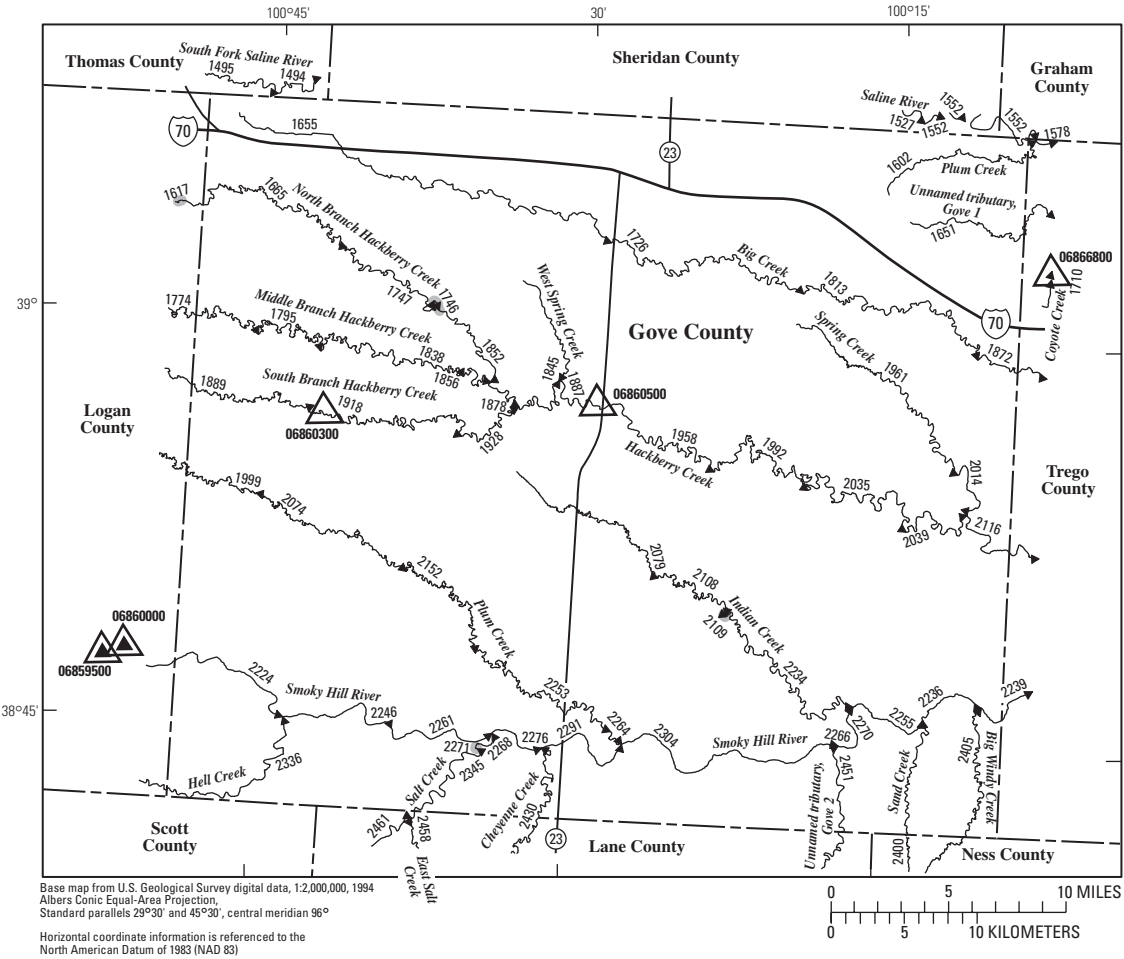 100°45'
30'
100°15'
Thomas County
South Fork Saline River
1495
1494
Sheridan County
Graham
County
Saline River
1552
1527
1552
1552
1578
70
23
1655
1602
Plum Creek
Unnamed tributary,
Gove 1
1651
1617
1665
North Branch Hackberry Creek
1726
Big Creek
1813
06866800
1710
Coyote Creek
39°
1774
1795
Middle Branch Hackberry Creek
1747
1746
West Spring Creek
Gove County
70
1872
Spring Creek
1961
1838
1856
1852
1845
1887
1889
South Branch Hackberry Creek
1918
06860300
1878
1928
06860500
Logan
County
1958
Hackberry Creek
1992
2035
2014
2039
2116
Trego
County
1999
2074
2152
Plum Creek
2079
2108
2109
Indian Creek
2234
06860000
06859500
2224
Smoky Hill River
2246
2261
2253
2291
2264
2304
Smoky Hill River
2266
2270
2255
2236
2239
38°45'
2271
2345
2268
2276
Hell Creek
2336
Salt Creek
2461
2458
East Salt
Creek
Cheyenne Creek
2430
23
2451
Unnamed tributary,
Gove 2
Sand Creek
2400
2405
Big Windy Creek
Scott
County
Lane County
Ness County
Base map from U.S. Geological Survey digital data, 1:2,000,000, 1994
Albers Conic Equal-Area Projection,
Standard parallels 29°30' and 45°30', central meridian 96°
Horizontal coordinate information is referenced to the
North American Datum of 1983 (NAD 83)
0 5 10 MILES
0 5 10 KILOMETERS